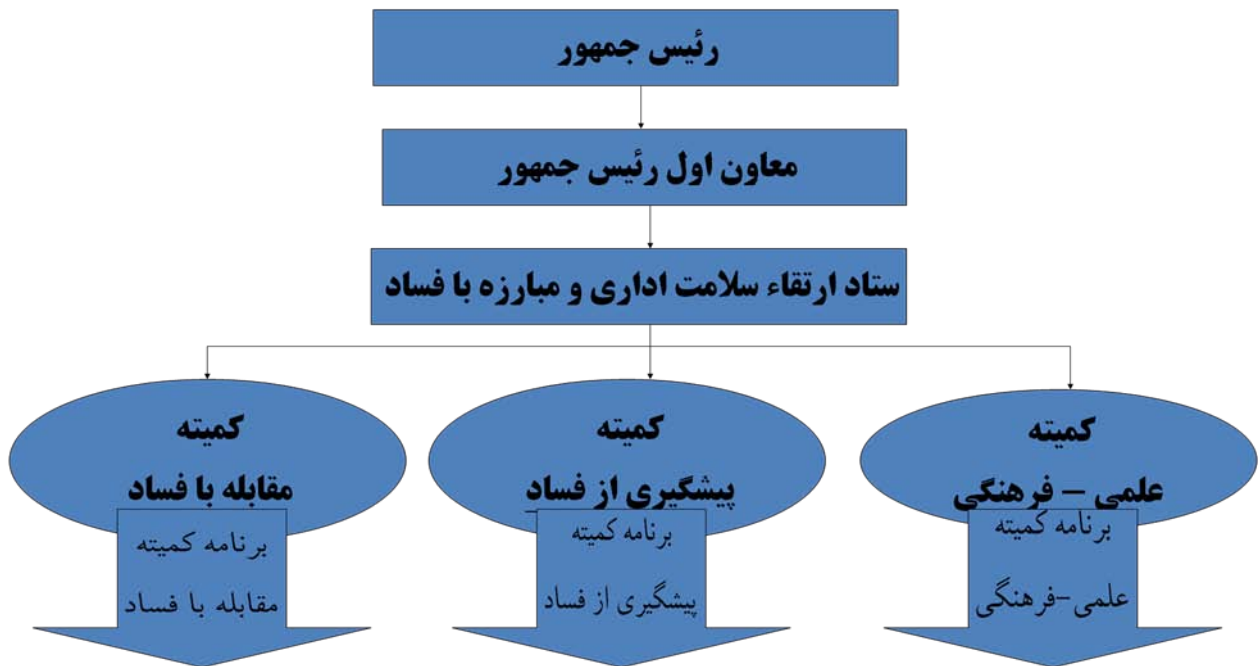 رئیس جمهور
معاون اول رئیس جمهور
ستاد ارتقاء سلامت اداری و مبارزه با فساد
کمیته
علمی – فرهنگی
برنامه کمیته
علمی-فرهنگی
کمیته
پیشگیری از فساد
برنامه کمیته
پیشگیری از فساد
کمیته
مقابله با فساد
برنامه کمیته
مقابله با فساد